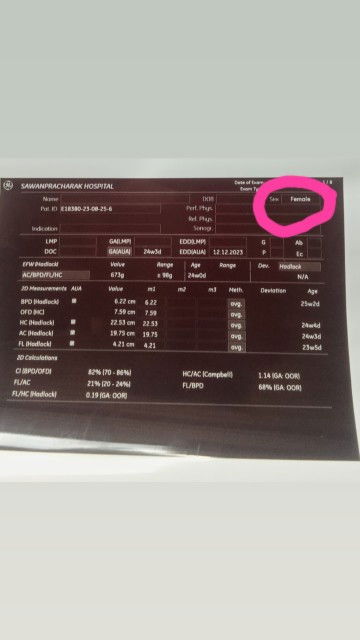 SAWANPRACHARAK HOSPITAL Date of Exam 1 / 8
Exam Ty
Name DOB Sex Female
Pat. ID E18380-23-08-25-6 Perf. Phys.
Ref. Phys.
Indication Sonogr.
LMP GA(LMP) EDD(LMP) G Ab
DOC GA(AUA) 24w3d EDD(AUA) 12.12.2023 P Ec
EFW (Hadlock) Value Range Age Range Dev. Hadlock
AC/BPD/FL/HC 673g ± 98g 24w0d N/A
2D Measurements AUA Value m1 m2 m3 Meth. Deviation Age
BPD (Hadlock) 6.22 cm 6.22 avg. 25w2d
OFD (HC) 7.59 cm 7.59 avg.
HC (Hadlock) 22.53 cm 22.53 avg. 24w4d
AC (Hadlock) 19.75 cm 19.75 avg. 24w3d
FL (Hadlock) 4.21 cm 4.21 avg. 23w5d
2D Calculations
CI (BPD/OFD) 82% (70 - 86%) HC/AC (Campbell) 1.14 (GA: OOR)
FL/AC 21% (20 - 24%) FL/BPD 68% (GA: OOR)
FL/HC (Hadlock) 0.19 (GA: OOR)